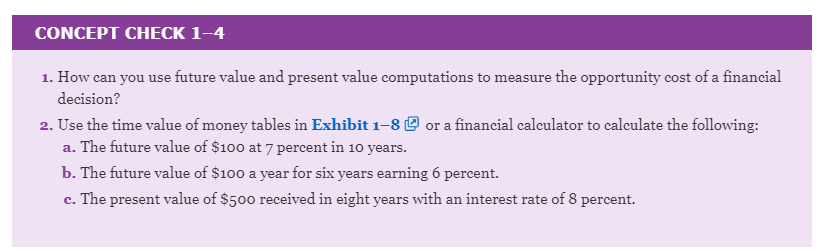 CONCEPT CHECK 1–4
1. How can you use future value and present value computations to measure the opportunity cost of a financial
decision?
2. Use the time value of money tables in Exhibit 1–8 or a financial calculator to calculate the following:
a. The future value of $100 at 7 percent in 10 years.
b. The future value of $100 a year for six years earning 6 percent.
c. The present value of $500 received in eight years with an interest rate of 8 percent.